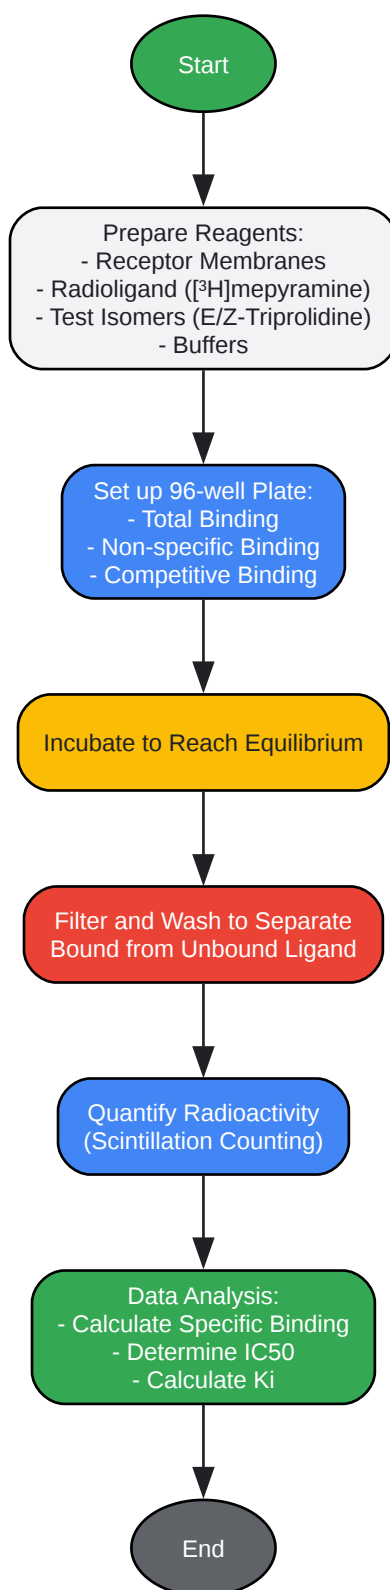 Start
Prepare Reagents:
- Receptor Membranes
- Radioligand ([³H]mepyramine)
- Test Isomers (E/Z-Triprolidine)
- Buffers
Set up 96-well Plate:
- Total Binding
- Non-specific Binding
- Competitive Binding
Incubate to Reach Equilibrium
Filter and Wash to Separate
Bound from Unbound Ligand
Quantify Radioactivity
(Scintillation Counting)
Data Analysis:
- Calculate Specific Binding
- Determine IC50
- Calculate Ki
End